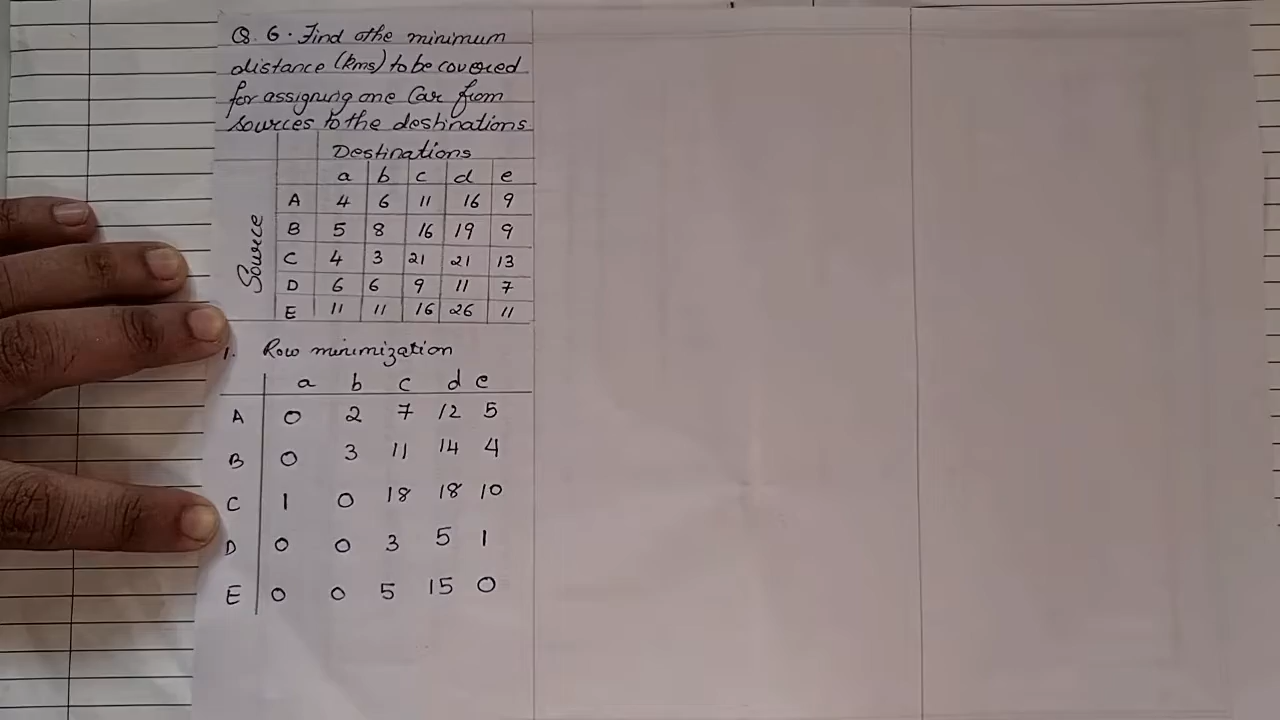 Q. 6. Find the minimum
distance (kms) to be covered
for assigning one Car from
sources to the destinations
Destinations
a b c d e
Source
A 4 6 11 16 9
B 5 8 16 19 9
C 4 3 21 21 13
D 6 6 9 11 7
E 11 11 16 26 11
1. Row minimization
a b c d e
A 0 2 7 12 5
B 0 3 11 14 4
C 1 0 18 18 10
D 0 0 3 5 1
E 0 0 5 15 0